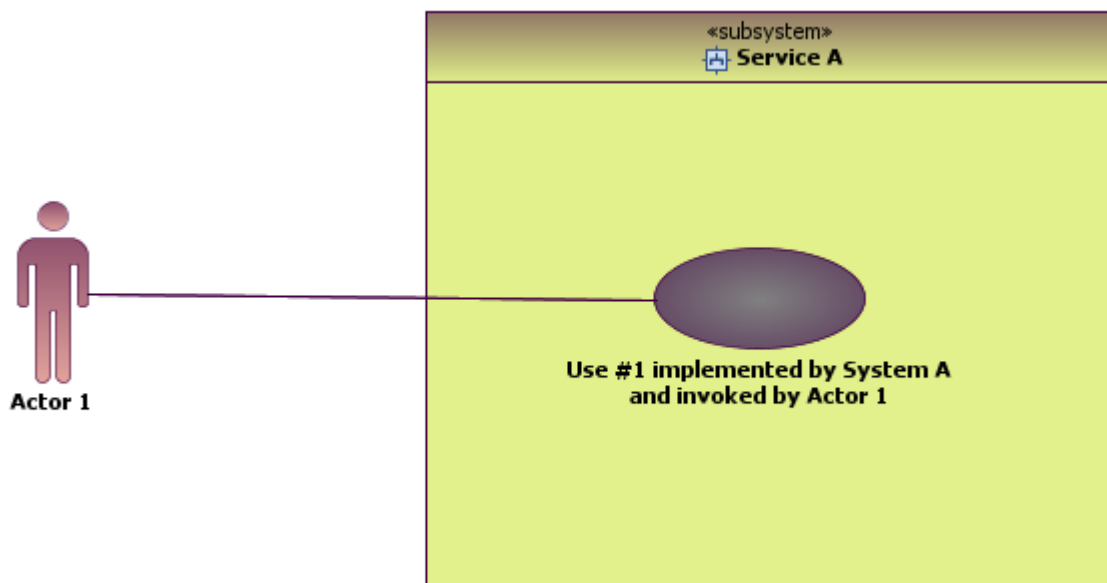 «subsystem»
Service A
Actor 1
Use #1 implemented by System A
and invoked by Actor 1